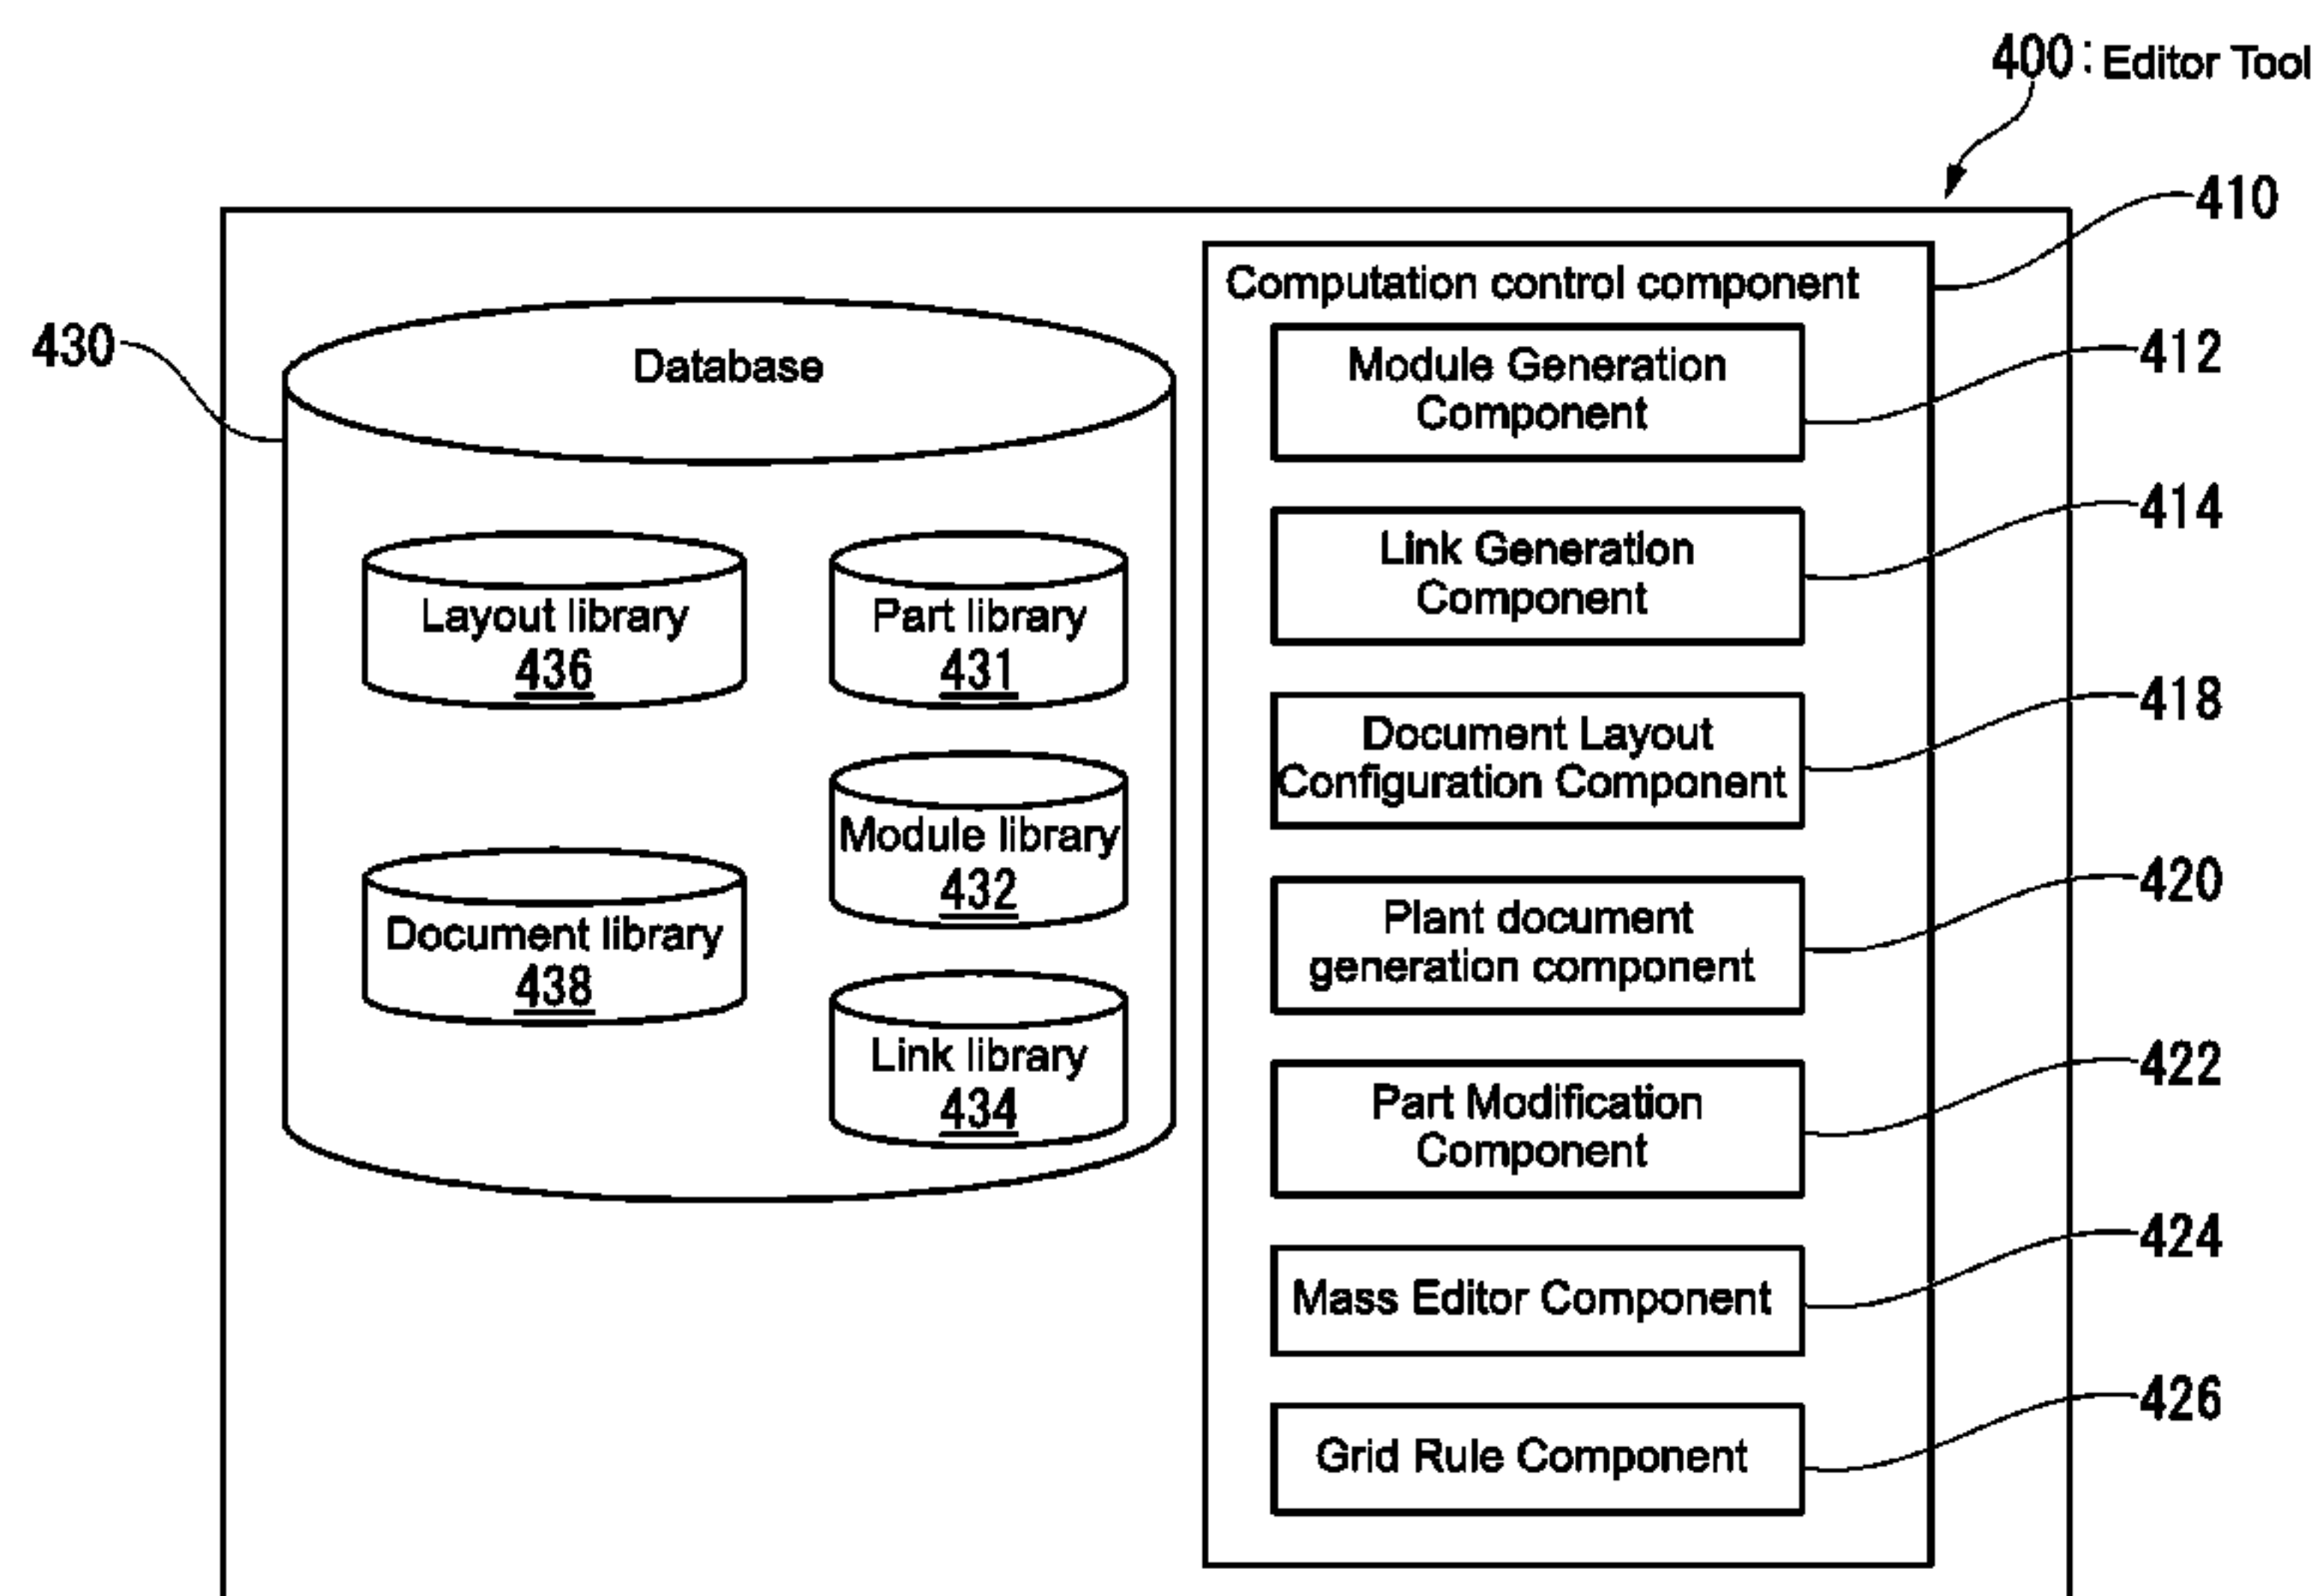 400: Editor Tool
410
Computation control component
430
Database
Module Generation
Component
412
Link Generation
Component
414
Layout library
436
Part library
431
Document Layout
Configuration Component
418
Module library
432
Document library
438
Plant document
generation component
420
Link library
434
Part Modification
Component
422
Mass Editor Component
424
Grid Rule Component
426